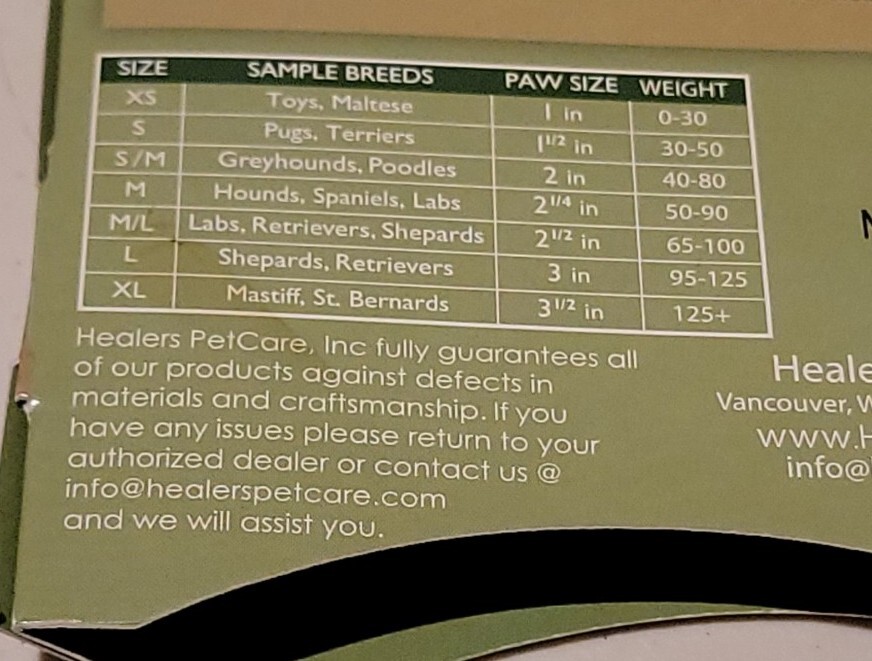 SIZE SAMPLE BREEDS PAW SIZE WEIGHT
XS Toys, Maltese 1 in 0-30
S Pugs, Terriers 1 1/2 in 30-50
S/M Greyhounds, Poodles 2 in 40-80
M Hounds, Spaniels, Labs 2 1/4 in 50-90
M/L Labs, Retrievers, Shepards 2 1/2 in 65-100
L Shepards, Retrievers 3 in 95-125
XL Mastiff, St. Bernards 3 1/2 in 125+
Healers PetCare, Inc fully guarantees all
of our products against defects in
materials and craftsmanship. If you
have any issues please return to your
authorized dealer or contact us @
info@healerspetcare.com
and we will assist you.
Heale
Vancouver, W
www.H
info@